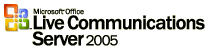 Microsoft Office
Live Communications
Server 2005